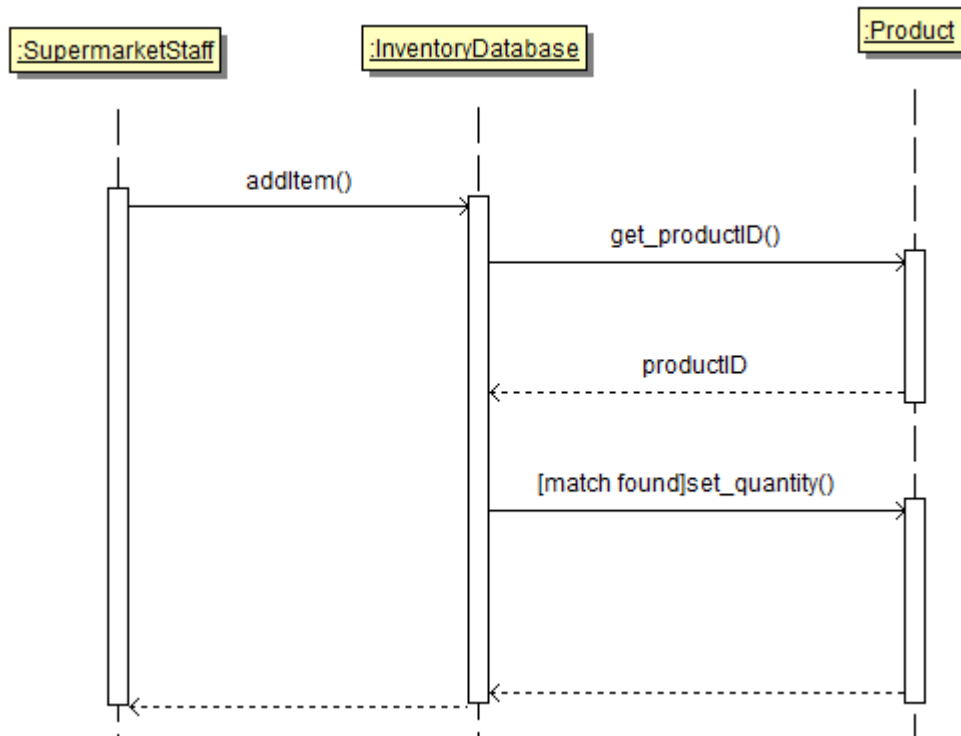 :SupermarketStaff
:InventoryDatabase
:Product
addItem()
get_productID()
productID
[match found]set_quantity()